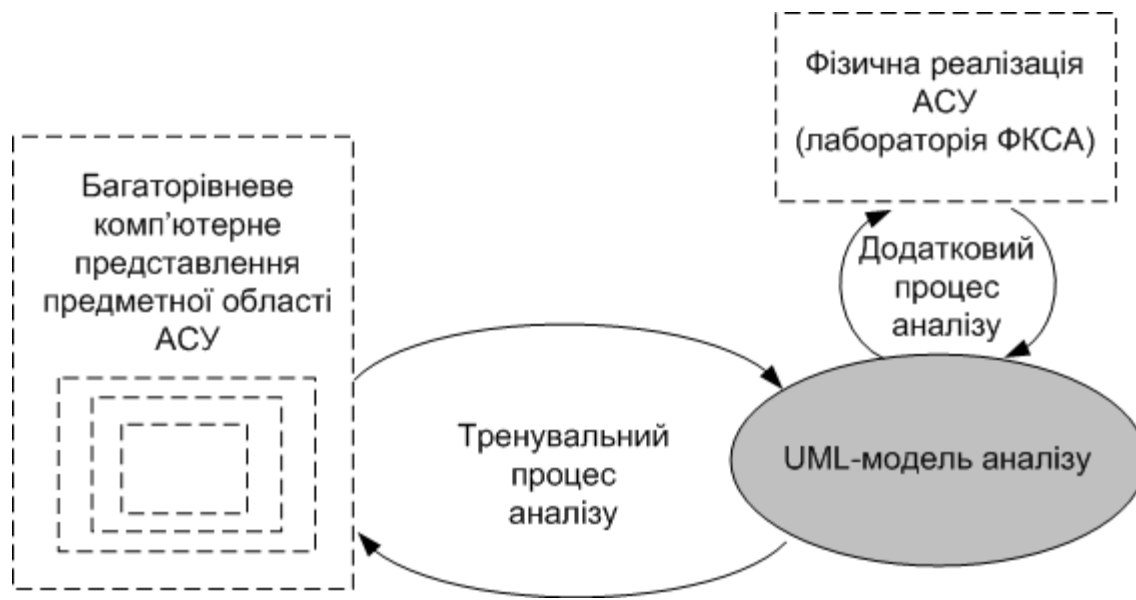 Багаторівневе
комп’ютерне
представлення
предметної області
АСУ
Тренувальний
процес
аналізу
Фізична реалізація
АСУ
(лабораторія ФКСА)
Додатковий
процес
аналізу
UML-модель аналізу